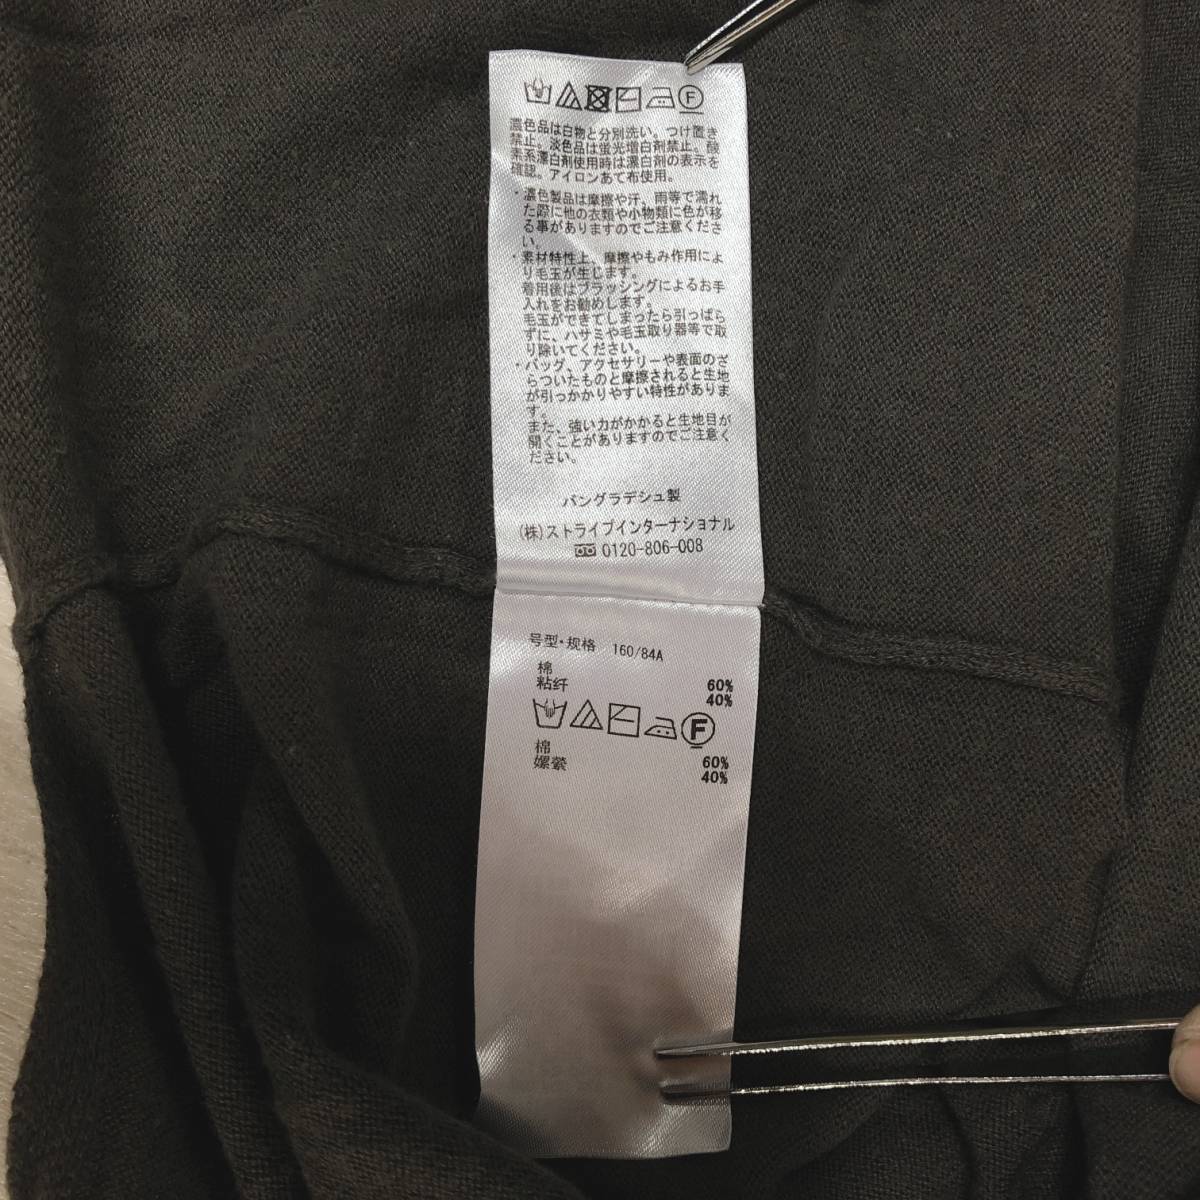 F
濃色品は白物と分別洗い。つけ置き
禁止。淡色品は蛍光増白剤禁止。酸
素系漂白剤使用時は漂白剤の表示を
確認。アイロンあて布使用。
・濃色製品は摩擦や汗、雨等で濡れ
た際に他の衣類や小物類に色が移
る事がありますのでご注意くださ
い。
・素材特性上、摩擦やもみ作用によ
り毛玉が生じます。
着用後はブラッシングによるお手
入れをお勧めします。
毛玉ができてしまったら引っぱら
ずに、ハサミや毛玉取り器等で取
り除いてください。
・バッグ、アクセサリーや表面のざ
らついたものと摩擦されると生地
が引っかかりやすい特性がありま
す。
また、強い力がかかると生地目が
開くことがありますのでご注意く
ださい。
バングラデシュ製
(株)ストライプインターナショナル
0120-806-008
号型・规格 160/84A
棉 60%
粘纤 40%
F
棉 60%
嫘縈 40%